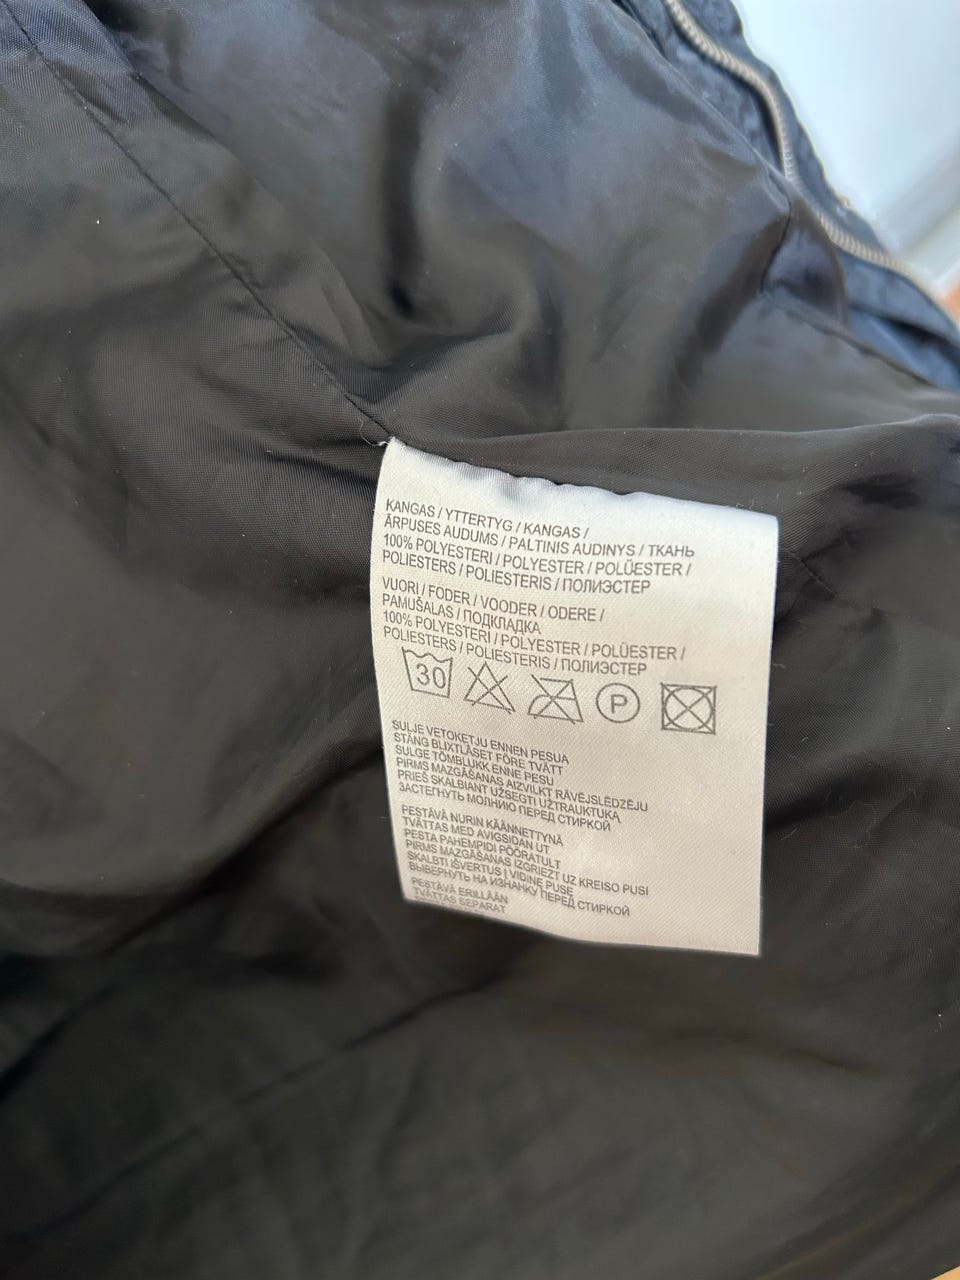 KANGAS / YTTERTYG / KANGAS /
ĀRPUSES AUDUMS / PALTINIS AUDINYS / ТКАНЬ
100% POLYESTERI / POLYESTER / POLÜESTER /
POLIESTERS / POLIESTERIS / ПОЛИЭСТЕР
VUORI / FODER / VOODER / ODERE /
PAMUŠALAS / ПОДКЛАДКА
100% POLYESTERI / POLYESTER / POLÜESTER /
POLIESTERS / POLIESTERIS / ПОЛИЭСТЕР
30 P
SULJE VETOKETJU ENNEN PESUA
STÄNG BLIXTLÅSET FÖRE TVÄTT
SULGE TÕMBLUKK ENNE PESU
PIRMS MAZGĀŠANAS AIZVILKT RĀVĒJSLĒDZĒJU
PRIEŠ SKALBIANT UŽSEGTI UŽTRAUKTUKĄ
ЗАСТЕГНУТЬ МОЛНИЮ ПЕРЕД СТИРКОЙ
PESTÄVÄ NURIN KÄÄNNETTYNÄ
TVÄTTAS MED AVIGSIDAN UT
PESTA PAHEMPIDI PÖÖRATULT
PIRMS MAZGĀŠANAS IZGRIEZT UZ KREISO PUSI
SKALBTI IŠVERTUS Į VIDINĘ PUSĘ
ВЫВЕРНУТЬ НА ИЗНАНКУ ПЕРЕД СТИРКОЙ
PESTÄVÄ ERILLÄÄN
TVÄTTAS SEPARAT